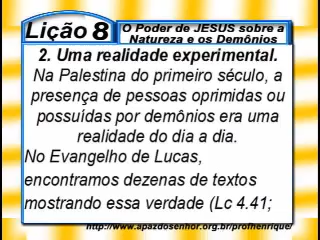 Lição 8
O Poder de JESUS sobre a
Natureza e os Demônios
2. Uma realidade experimental.
Na Palestina do primeiro século, a
presença de pessoas oprimidas ou
possuídas por demônios era uma
realidade do dia a dia.
No Evangelho de Lucas,
encontramos dezenas de textos
mostrando essa verdade (Lc 4.41;
http://www.apazdosenhor.org.br/profhenrique/